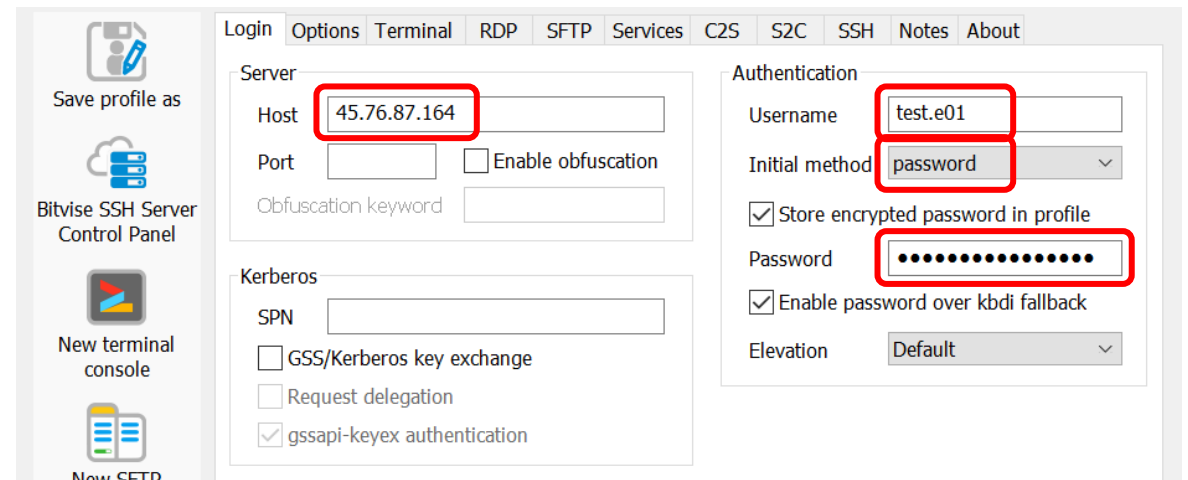 Save profile as
Bitvise SSH Server
Control Panel
New terminal
console
New SFTP
Login Options Terminal RDP SFTP Services C2S S2C SSH Notes About
Server
Host 45.76.87.164
Port Enable obfuscation
Obfuscation keyword
Kerberos
SPN
GSS/Kerberos key exchange
Request delegation
gssapi-keyex authentication
Authentication
Username test.e01
Initial method password
Store encrypted password in profile
Password ●●●●●●●●●●●●●●●●
Enable password over kbdi fallback
Elevation Default